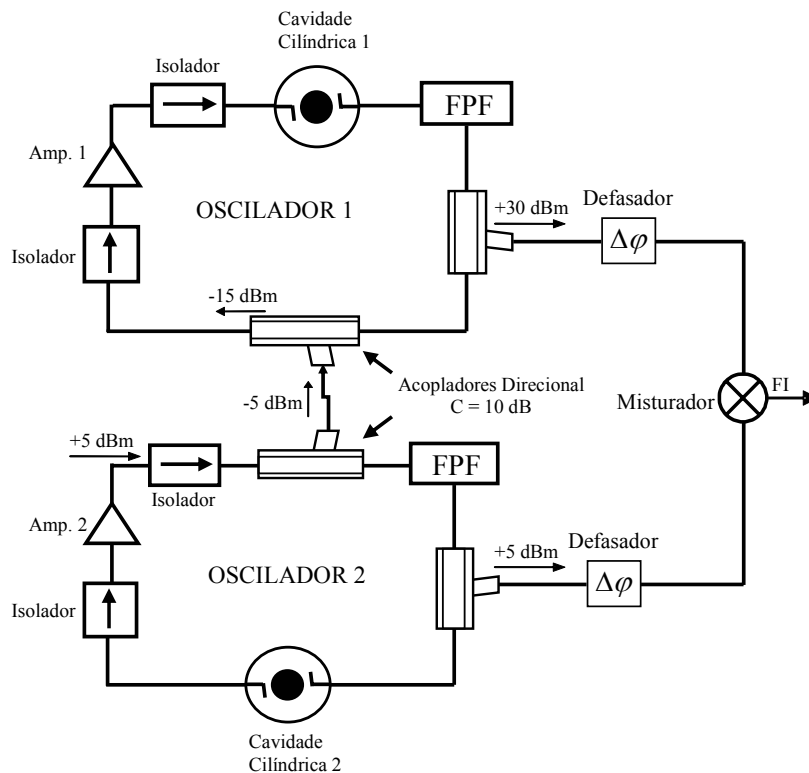 Cavidade
Cilíndrica 1
Isolador
FPF
Amp. 1
OSCILADOR 1
+30 dBm
Defasador
Δφ
Isolador
-15 dBm
-5 dBm
Acopladores Direcional
C = 10 dB
Misturador
FI
+5 dBm
Isolador
FPF
Amp. 2
OSCILADOR 2
+5 dBm
Defasador
Δφ
Isolador
Cavidade
Cilíndrica 2